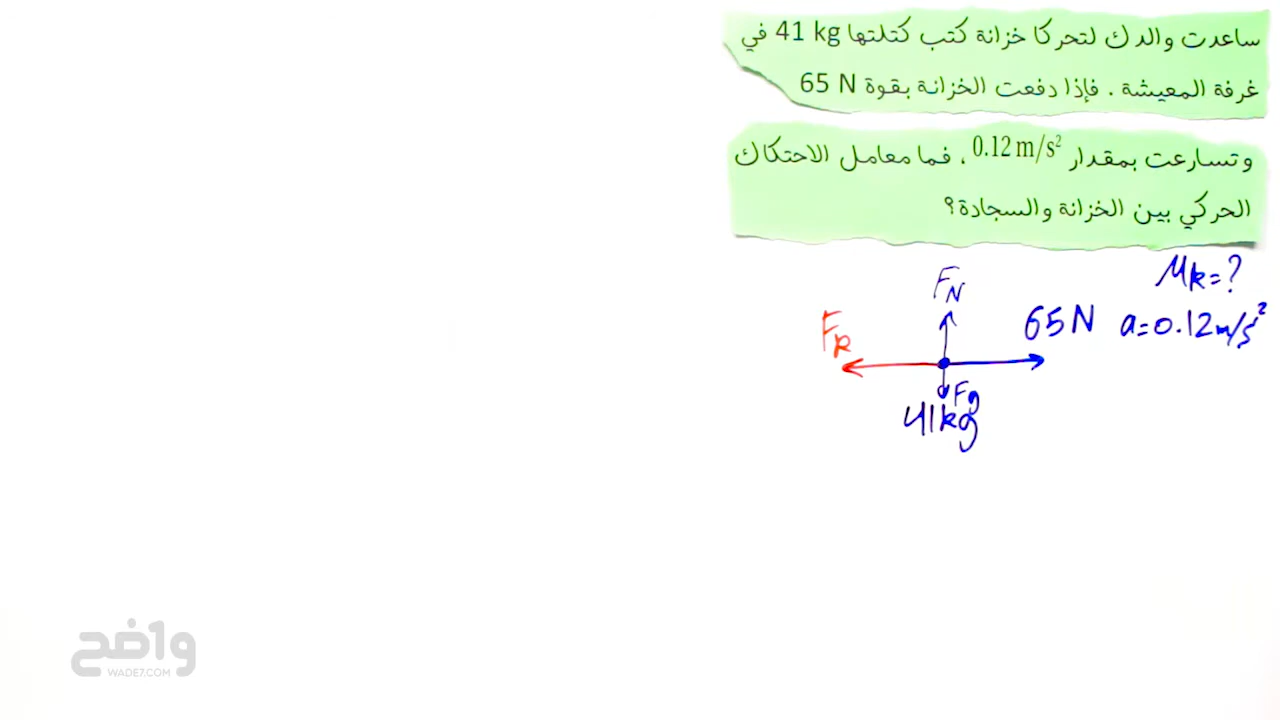 ساعدت والدك لتحركا خزانة كتب كتلتها 41 kg في
غرفة المعيشة . فإذا دفعت الخزانة بقوة 65 N
وتسارعت بمقدار 0.12 m/s² ، فما معامل الاحتكاك
الحركي بين الخزانة والسجادة؟
μk=?
a=0.12m/s²
65N
FN
Fk
Fg
41kg
واضح
WADE7.COM